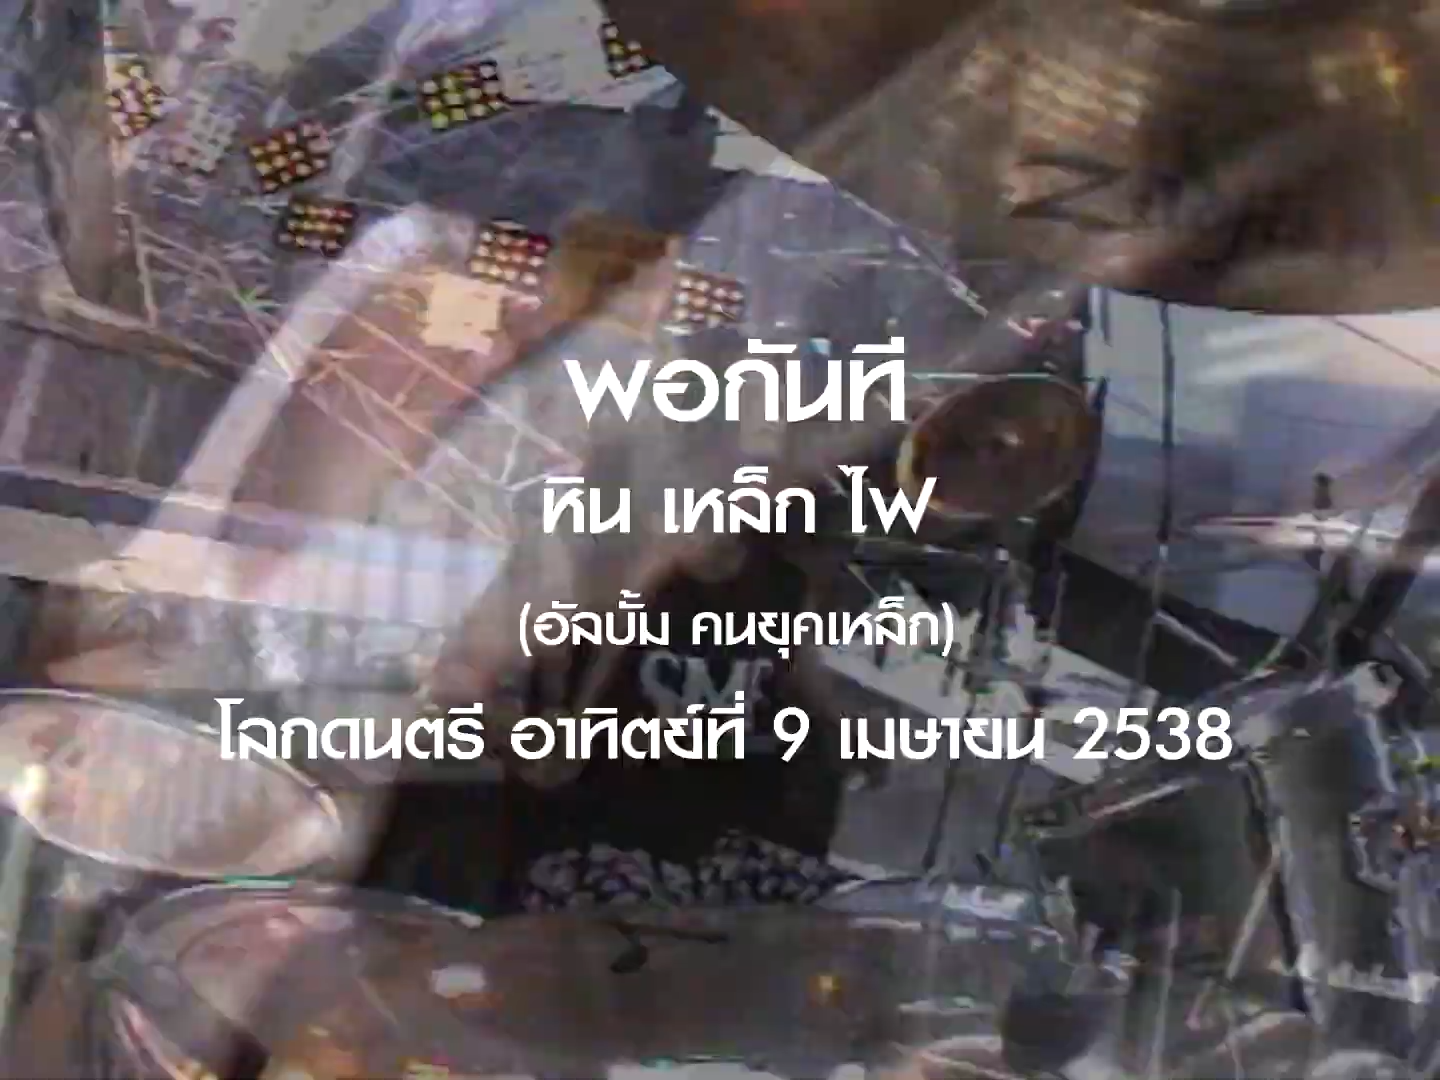 พอกันที
หิน เหล็ก ไฟ
(อัลบั้ม คนยุคเหล็ก)
โลกดนตรี อาทิตย์ที่ 9 เมษายน 2538